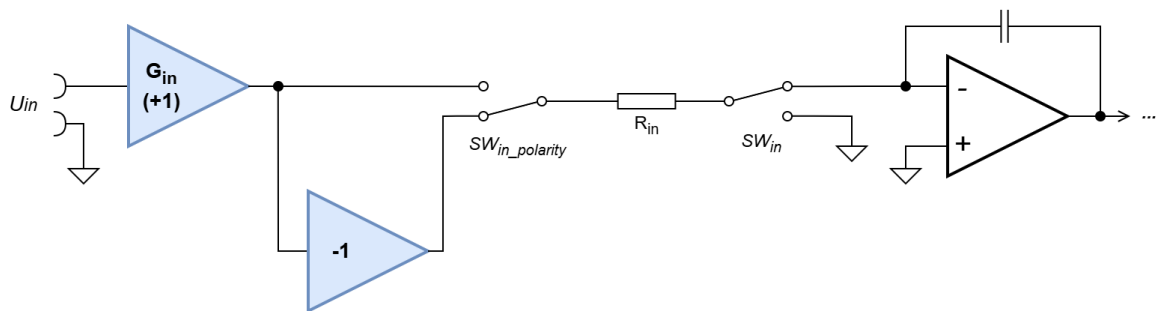 Uin
Gin
(+1)
-1
SWin_polarity
Rin
SWin
-
+
...